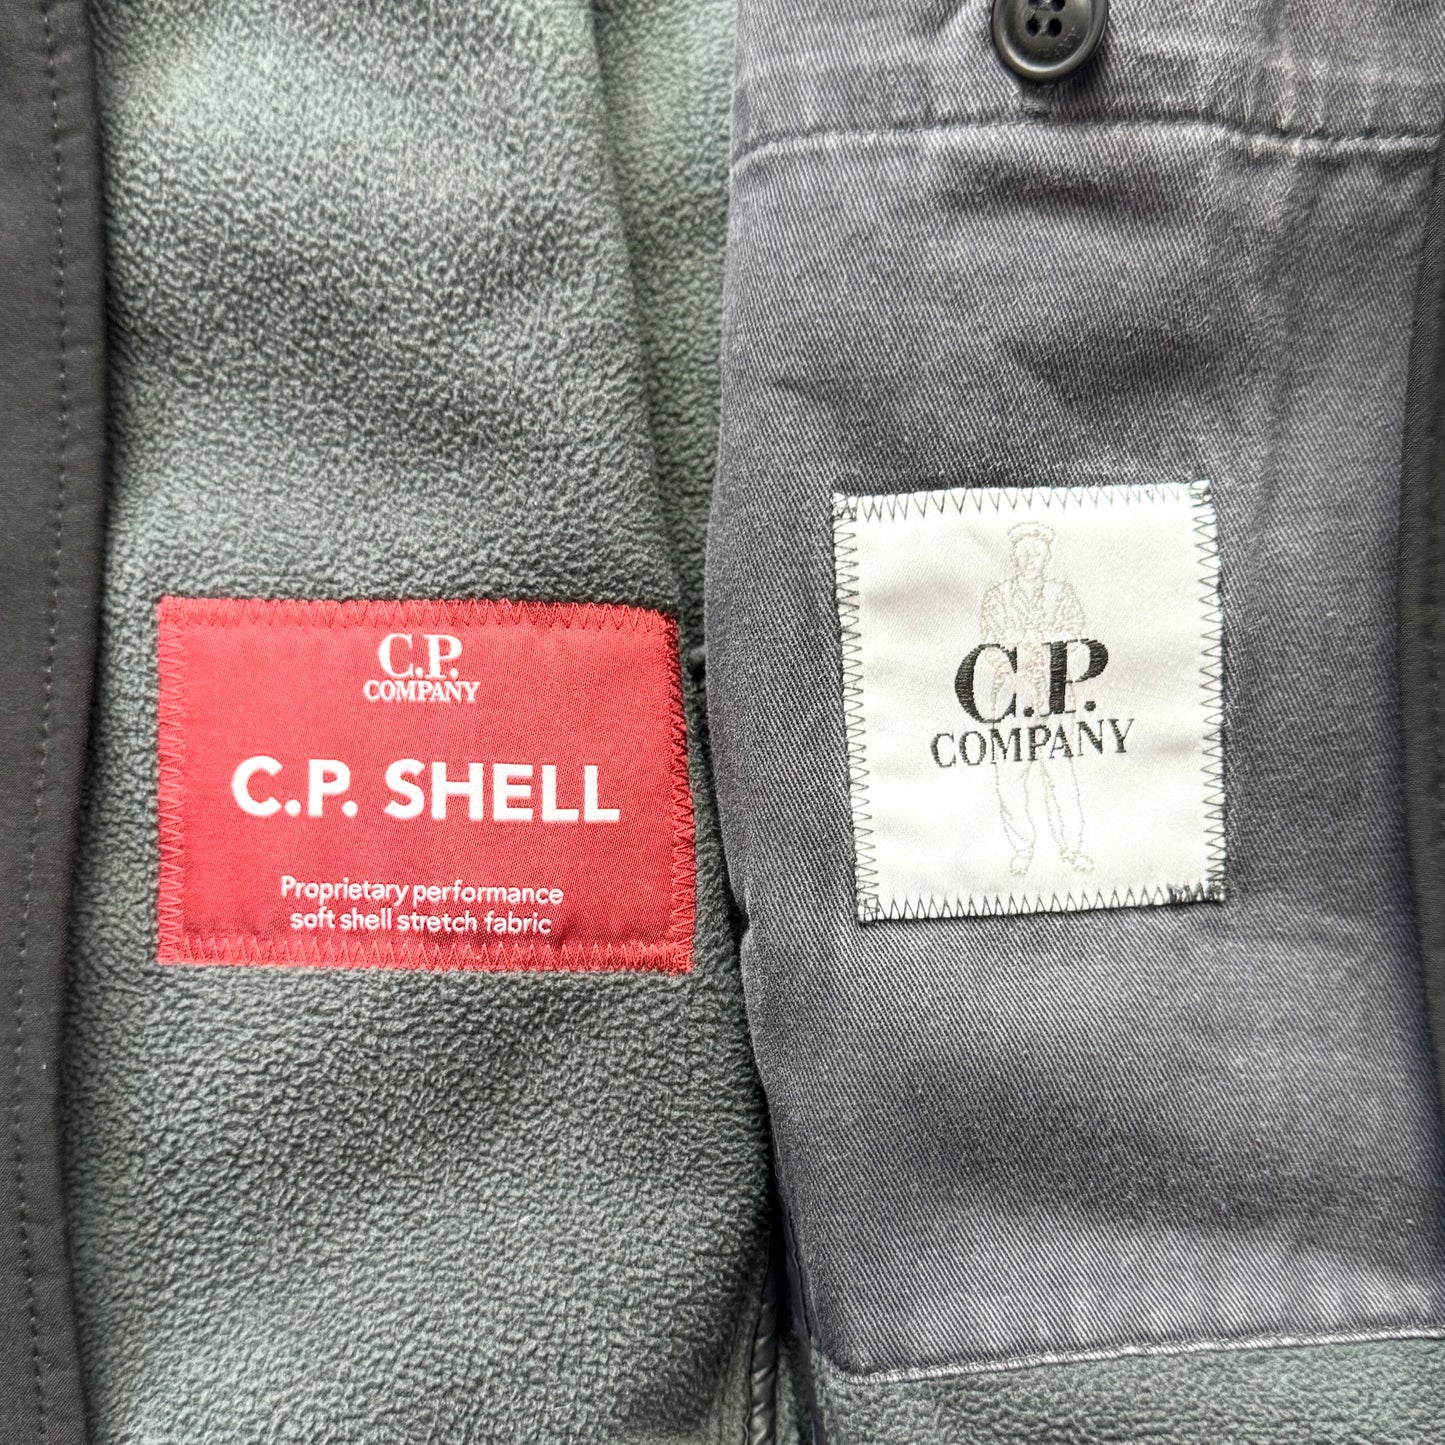 C.P.
COMPANY
C.P. SHELL
Proprietary performance
soft shell stretch fabric
C.P.
COMPANY